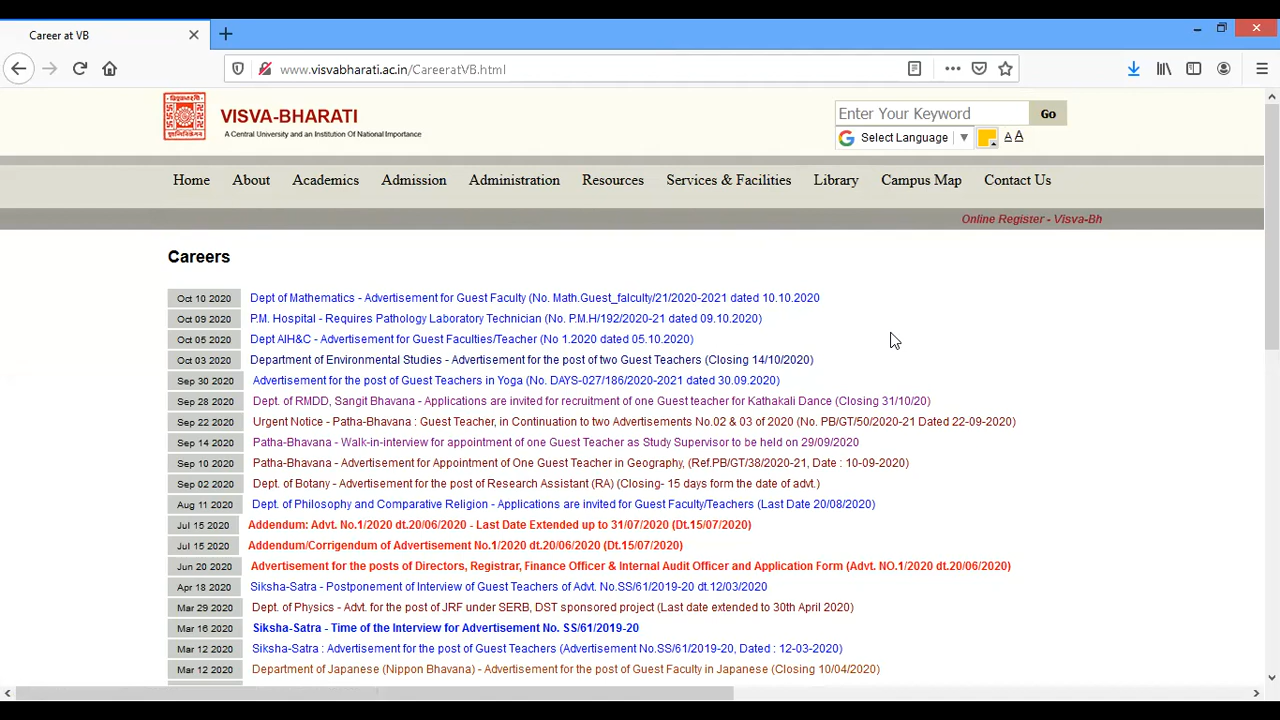 Career at VB
www.visvabharati.ac.in/CareeratVB.html
VISVA-BHARATI
A Central University and an Institution Of National Importance
Enter Your Keyword
Go
G Select Language
A A
Home About Academics Admission Administration Resources Services & Facilities Library Campus Map Contact Us
Online Register - Visva-Bh
Careers
Oct 10 2020 Dept of Mathematics - Advertisement for Guest Faculty (No. Math.Guest_falculty/21/2020-2021 dated 10.10.2020
Oct 09 2020 P.M. Hospital - Requires Pathology Laboratory Technician (No. P.M.H/192/2020-21 dated 09.10.2020)
Oct 05 2020 Dept AIH&C - Advertisement for Guest Faculties/Teacher (No 1.2020 dated 05.10.2020)
Oct 03 2020 Department of Environmental Studies - Advertisement for the post of two Guest Teachers (Closing 14/10/2020)
Sep 30 2020 Advertisement for the post of Guest Teachers in Yoga (No. DAYS-027/186/2020-2021 dated 30.09.2020)
Sep 28 2020 Dept. of RMDD, Sangit Bhavana - Applications are invited for recruitment of one Guest teacher for Kathakali Dance (Closing 31/10/20)
Sep 22 2020 Urgent Notice - Patha-Bhavana : Guest Teacher, in Continution to two Advertisements No.02 & 03 of 2020 (No. PB/GT/50/2020-21 Dated 22-09-2020)
Sep 14 2020 Patha-Bhavana - Walk-in-interview for appointment of one Guest Teacher as Study Supervisor to be held on 29/09/2020
Sep 10 2020 Patha-Bhavana - Advertisement for Appointment of One Guest Teacher in Geography, (Ref.PB/GT/38/2020-21, Date : 10-09-2020)
Sep 02 2020 Dept. of Botany - Advertisement for the post of Research Assistant (RA) (Closing- 15 days form the date of advt.)
Aug 11 2020 Dept. of Philosophy and Comparative Religion - Applications are invited for Guest Faculty/Teachers (Last Date 20/08/2020)
Jul 15 2020 Addendum: Advt. No.1/2020 dt.20/06/2020 - Last Date Extended up to 31/07/2020 (Dt.15/07/2020)
Jul 15 2020 Addendum/Corrigendum of Advertisement No.1/2020 dt.20/06/2020 (Dt.15/07/2020)
Jun 20 2020 Advertisement for the posts of Directors, Registrar, Finance Officer & Internal Audit Officer and Application Form (Advt. NO.1/2020 dt.20/06/2020)
Apr 18 2020 Siksha-Satra - Postponement of Interview of Guest Teachers of Advt. No.SS/61/2019-20 dt.12/03/2020)
Mar 29 2020 Dept. of Physics - Advt. for the post of JRF under SERB, DST sponsored project (Last date extended to 30th April 2020)
Mar 16 2020 Siksha-Satra - Time of the Interview for Advertisement No. SS/61/2019-20
Mar 12 2020 Siksha-Satra : Advertisement for the post of Guest Teachers (Advertisement No.SS/61/2019-20, Dated : 12-03-2020)
Mar 12 2020 Department of Japanese (Nippon Bhavana) - Advertisement for the post of Guest Faculty in Japanese (Closing 10/04/2020)